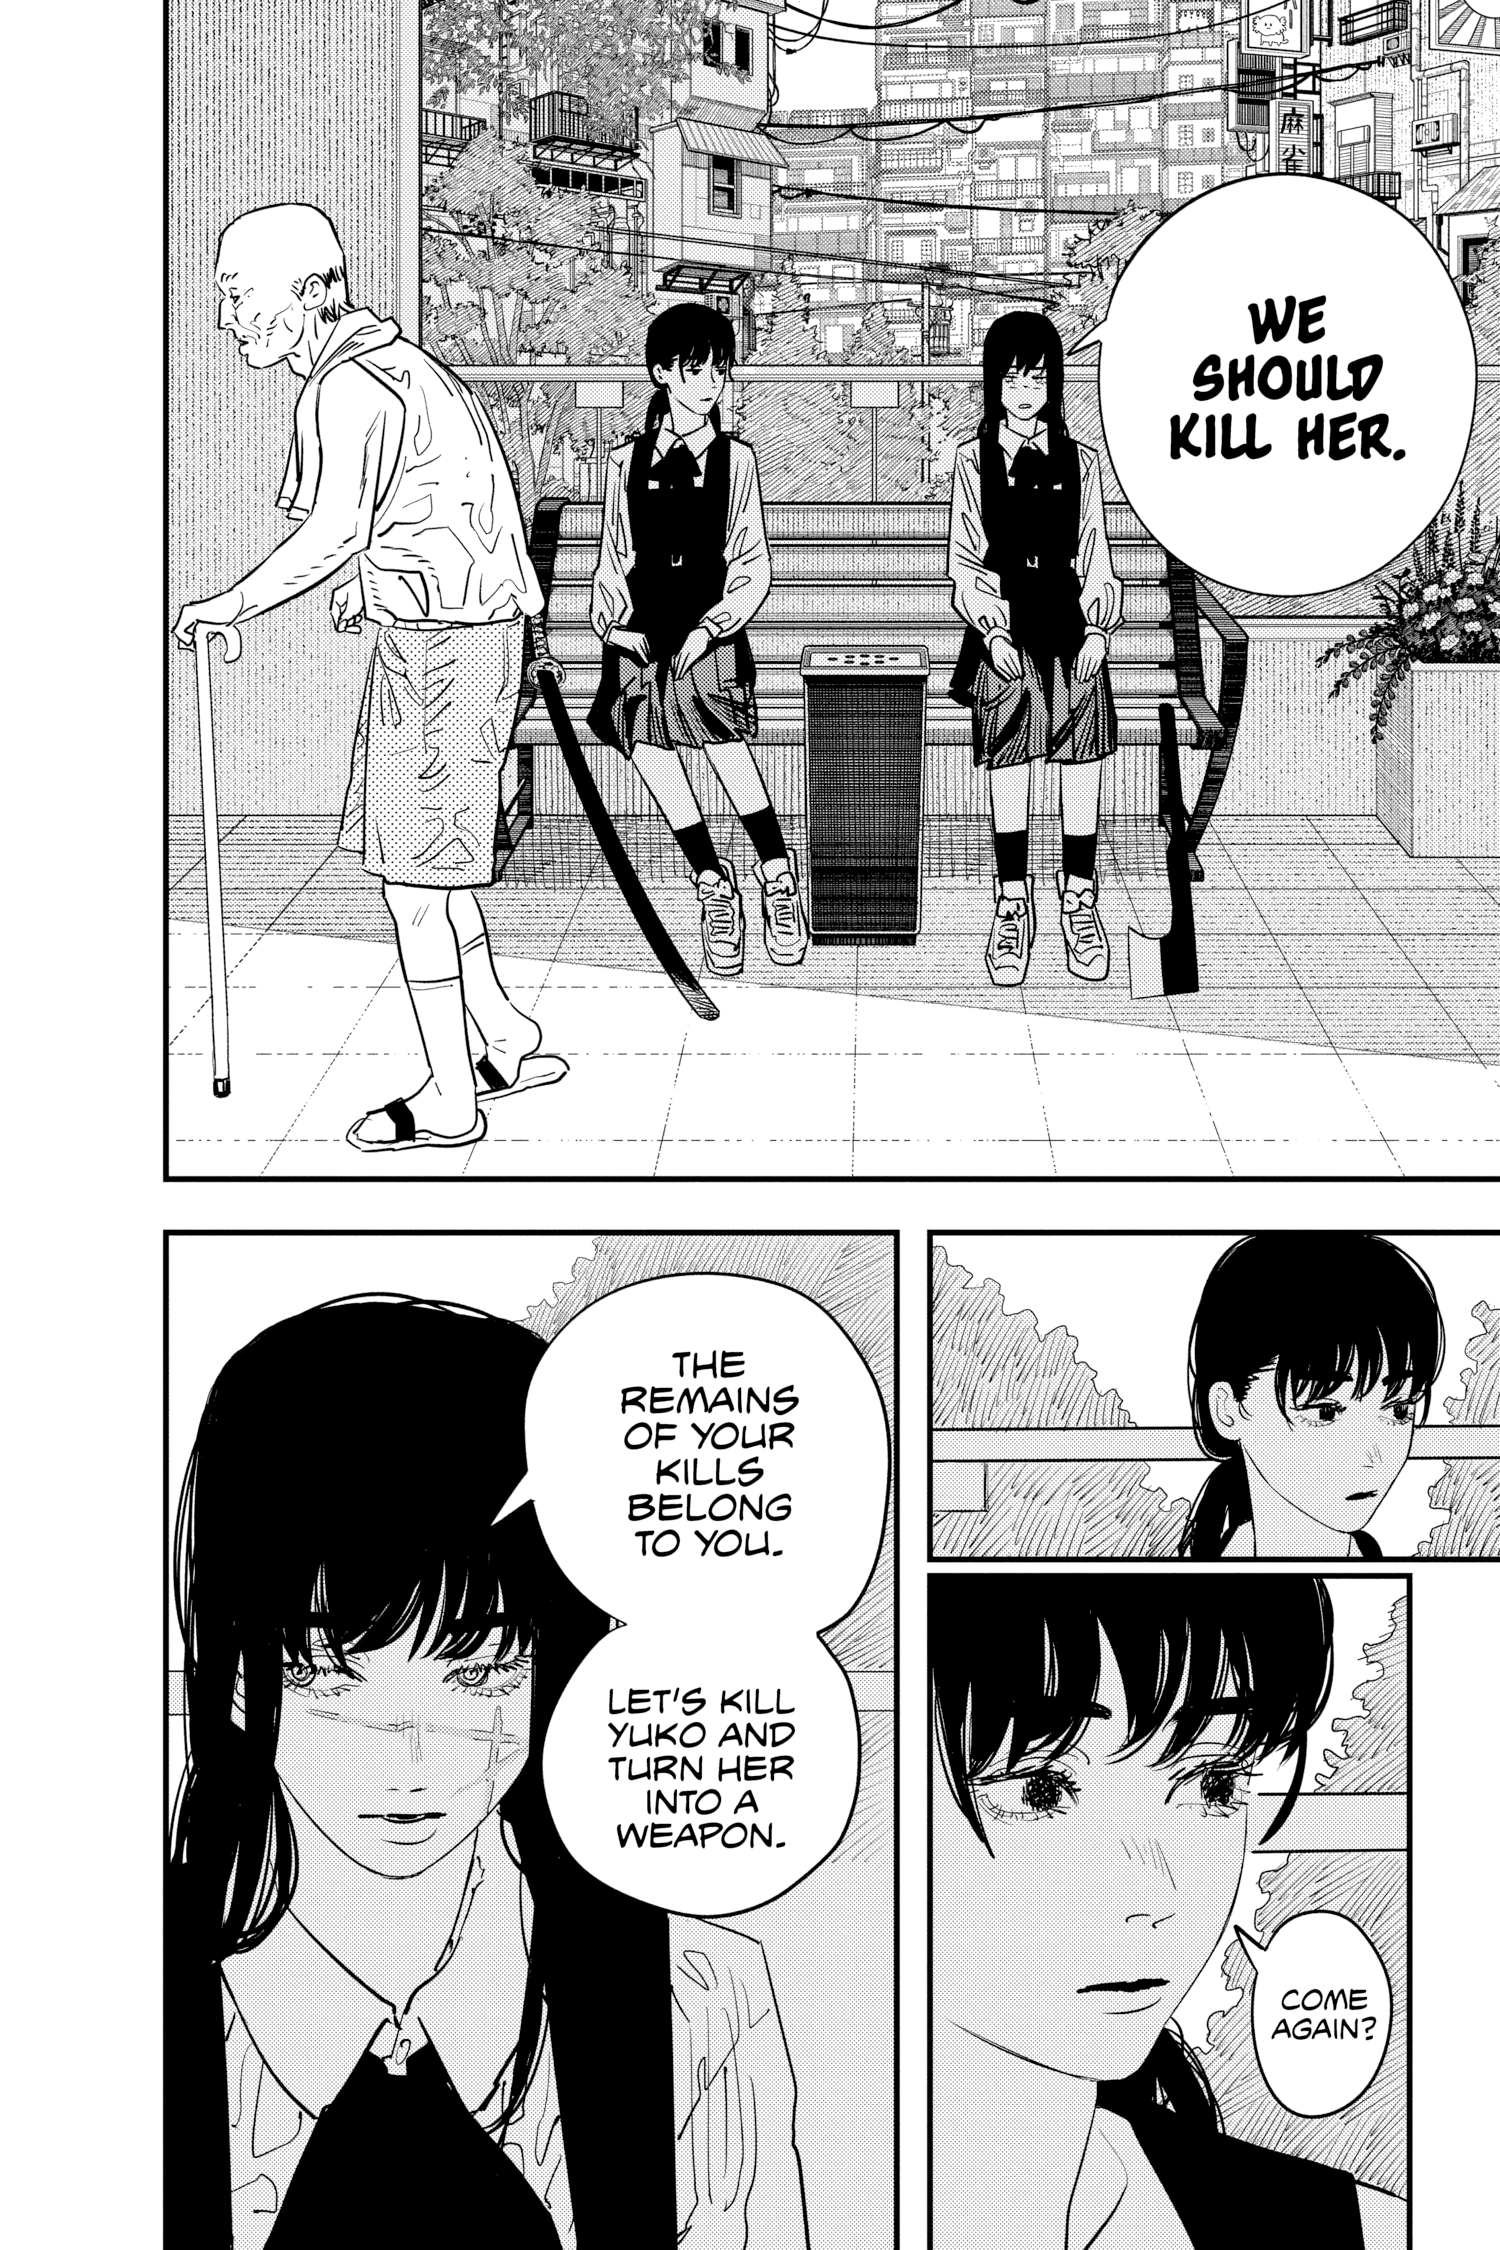 麻
雀
WE
SHOULD
KILL HER.
COME
AGAIN?
THE
REMAINS
OF YOUR
KILLS
BELONG
TO YOU.
LET'S KILL
YUKO AND
TURN HER
INTO A
WEAPON.